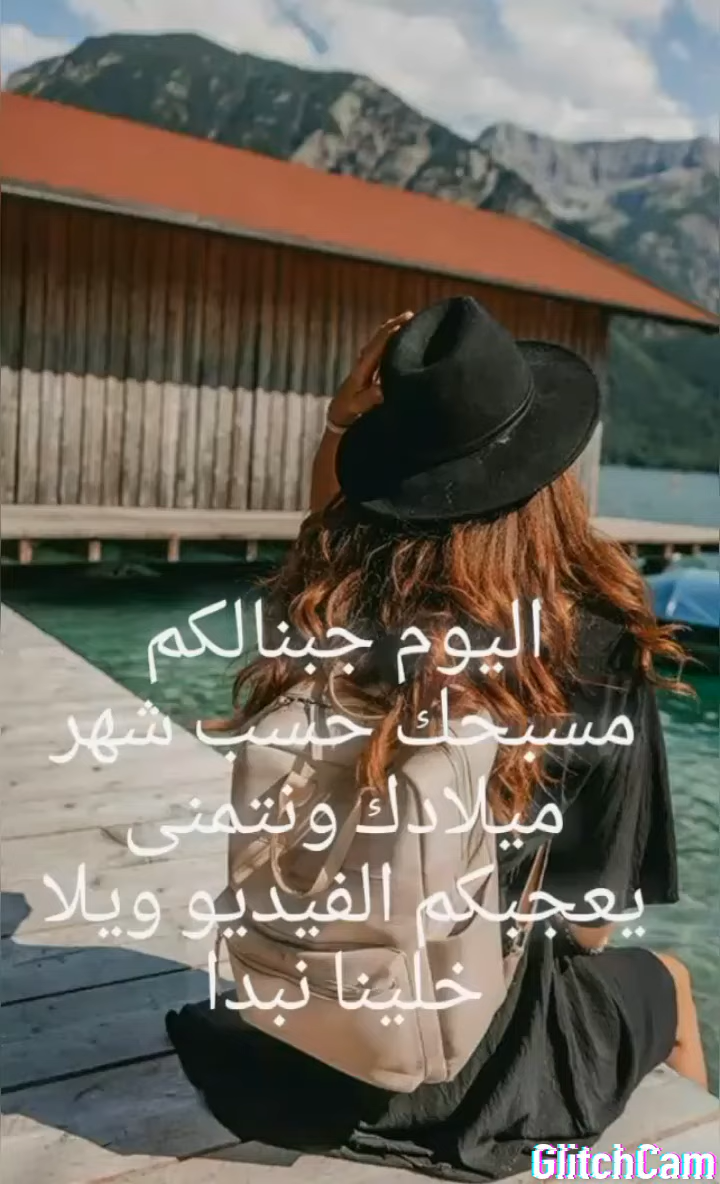 اليوم جبنالكم
مسبحك حسب شهر
ميلادك ونتمنى
يعجبكم الفيديو ويلا
خلينا نبدا
GlitchCam